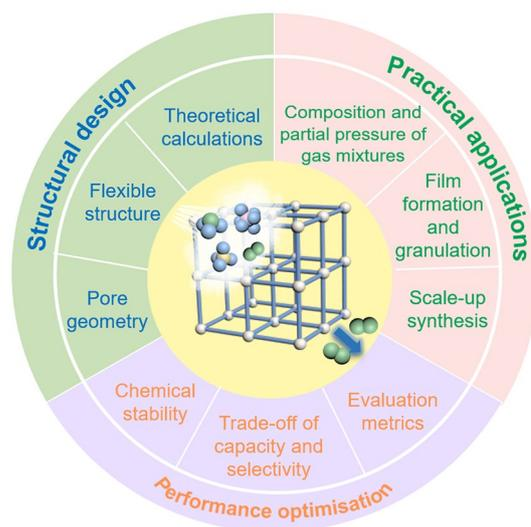 Structural design
Theoretical
calculations
Flexible
structure
Pore
geometry
Practical applications
Composition and
partial pressure of
gas mixtures
Film
formation
and
granulation
Scale-up
synthesis
Chemical
stability
Trade-off of
capacity and
selectivity
Evaluation
metrics
Performance optimisation